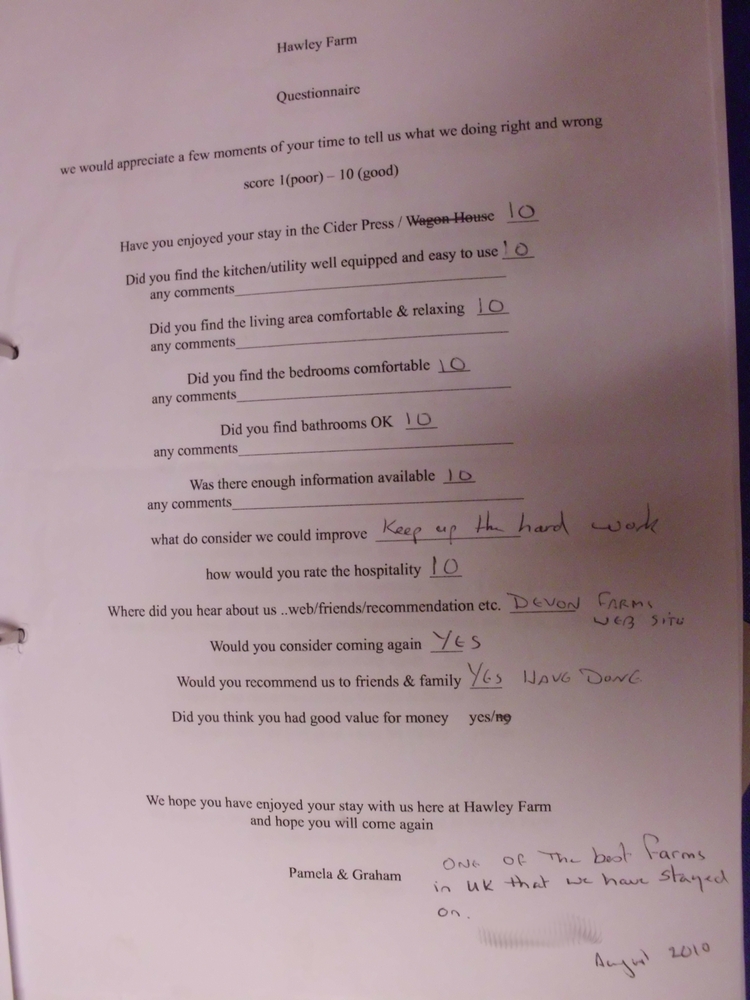 Hawley Farm
Questionnaire
we would appreciate a few moments of your time to tell us what we doing right and wrong
score 1(poor) – 10 (good)
Have you enjoyed your stay in the Cider Press / Wagon House 10
Did you find the kitchen/utility well equipped and easy to use 10
any comments
Did you find the living area comfortable & relaxing 10
any comments
Did you find the bedrooms comfortable 10
any comments
Did you find bathrooms OK 10
any comments
Was there enough information available 10
any comments
what do consider we could improve Keep up the hard work
how would you rate the hospitality 10
Where did you hear about us ..web/friends/recommendation etc. DEVON FARMS
WEB SITE
Would you consider coming again YES
Would you recommend us to friends & family YES HAVE DONE
Did you think you had good value for money yes/no
We hope you have enjoyed your stay with us here at Hawley Farm
and hope you will come again
Pamela & Graham
ONE OF The best Farms
in UK that we have stayed
on.
August 2010